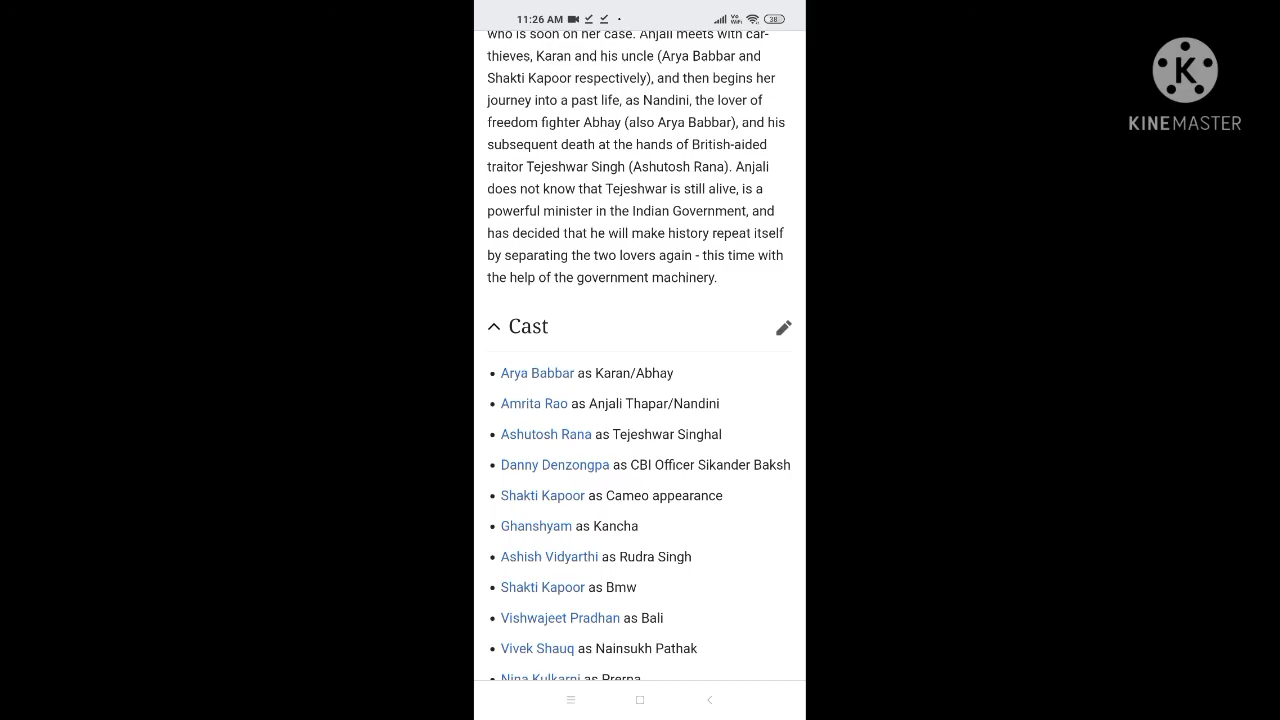 11:26 AM
Vo WiFi
38
who is soon on her case. Anjali meets with car-
thieves, Karan and his uncle (Arya Babbar and
Shakti Kapoor respectively), and then begins her
journey into a past life, as Nandini, the lover of
freedom fighter Abhay (also Arya Babbar), and his
subsequent death at the hands of British-aided
traitor Tejeshwar Singh (Ashutosh Rana). Anjali
does not know that Tejeshwar is still alive, is a
powerful minister in the Indian Government, and
has decided that he will make history repeat itself
by separating the two lovers again - this time with
the help of the government machinery.
Cast
• Arya Babbar as Karan/Abhay
• Amrita Rao as Anjali Thapar/Nandini
• Ashutosh Rana as Tejeshwar Singhal
• Danny Denzongpa as CBI Officer Sikander Baksh
• Shakti Kapoor as Cameo appearance
• Ghanshyam as Kancha
• Ashish Vidyarthi as Rudra Singh
• Shakti Kapoor as Bmw
• Vishwajeet Pradhan as Bali
• Vivek Shauq as Nainsukh Pathak
• Nina Kulkarni as Prerna
K
KINEMASTER